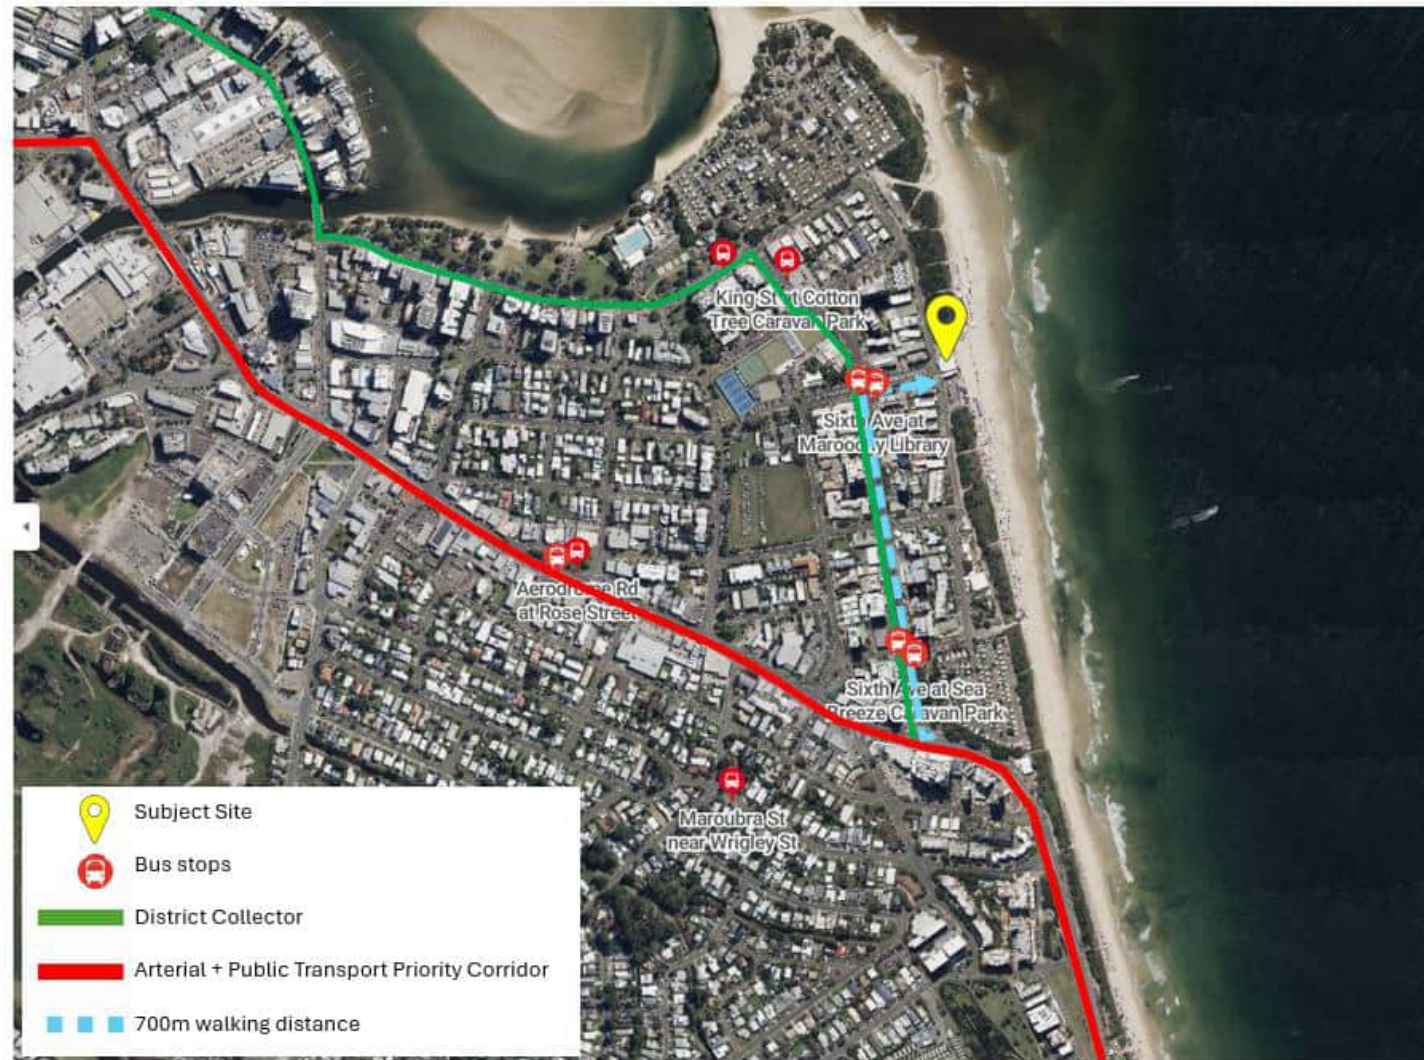 King St at Cotton
Tree Caravan Park
Sixth Ave at
Maroochy Library
Aerodrome Rd
at Rose Street
Sixth Ave at Sea
Breeze Caravan Park
Maroubra St
near Wrigley St
Subject Site
Bus stops
District Collector
Arterial + Public Transport Priority Corridor
700m walking distance